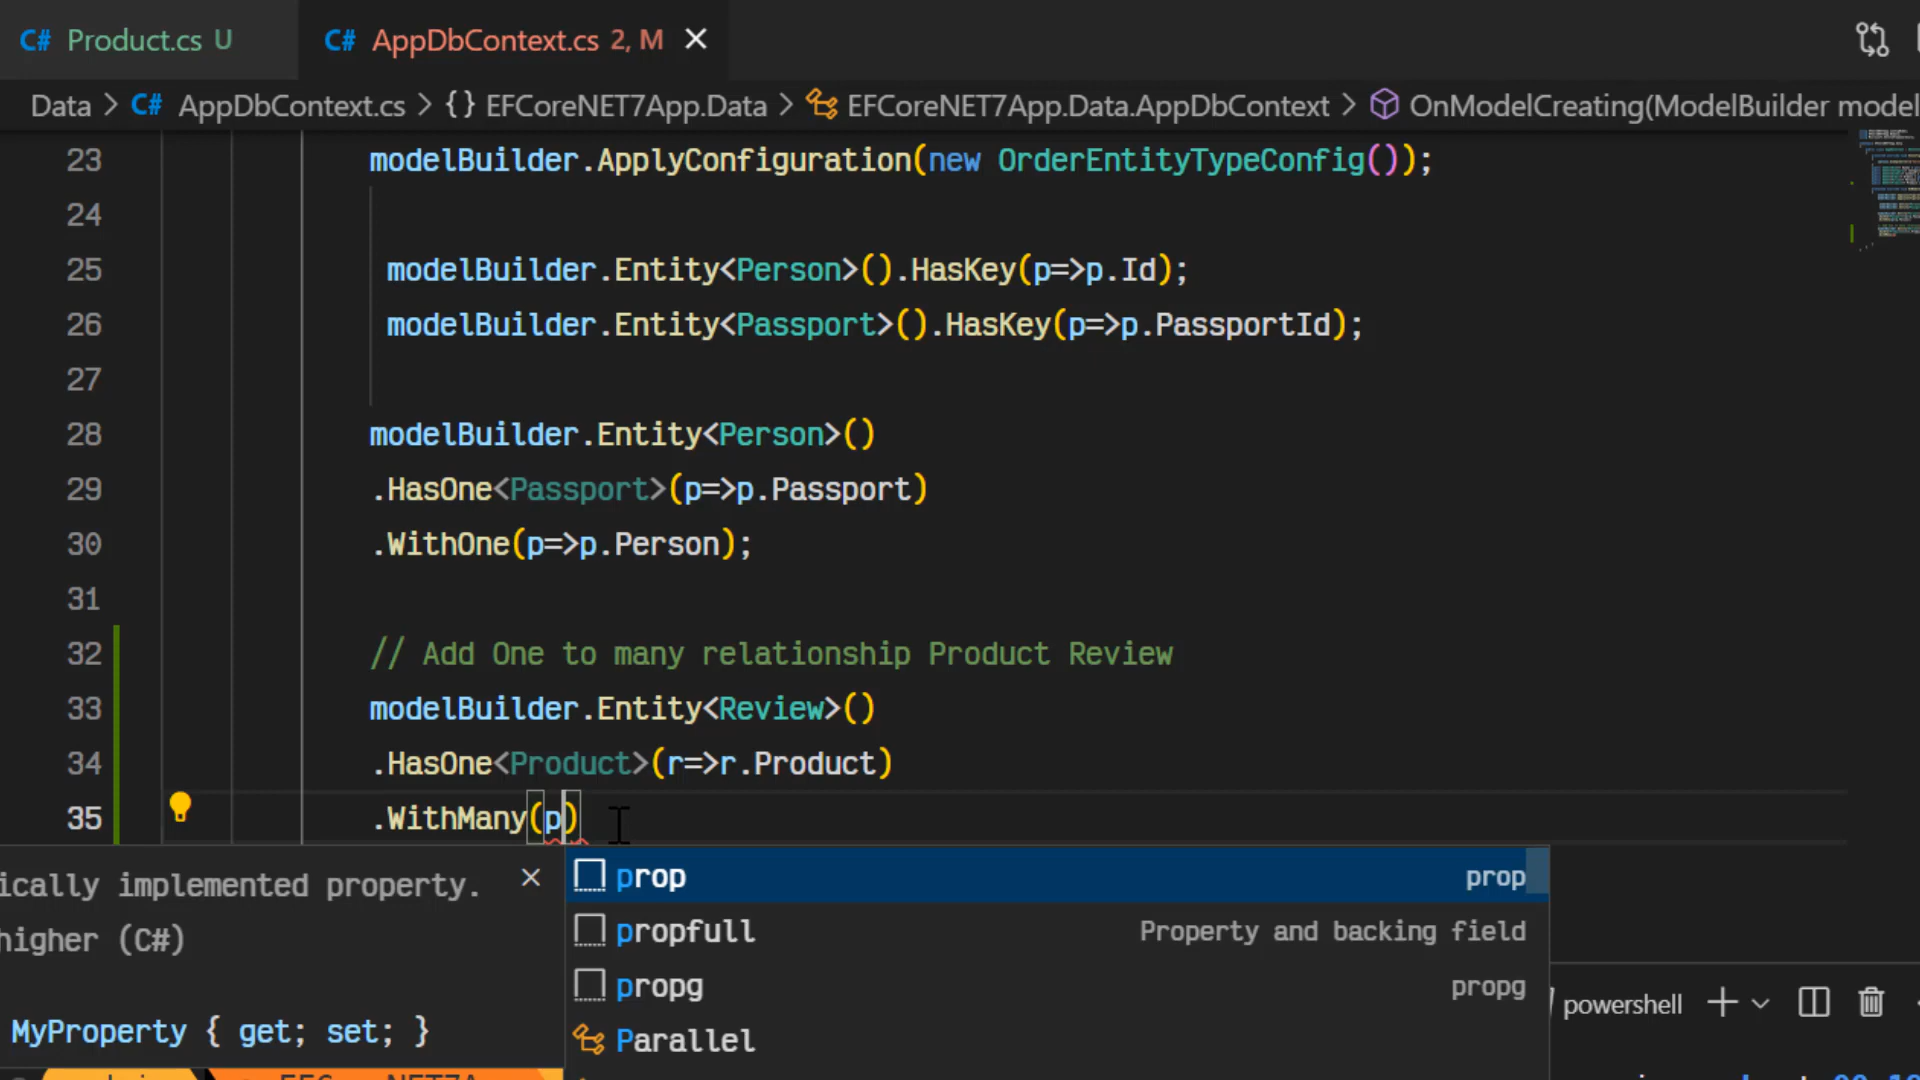 C# Product.cs U
C# AppDbContext.cs 2, M
Data > C# AppDbContext.cs > {} EFCoreNET7App.Data > EFCoreNET7App.Data.AppDbContext > OnModelCreating(ModelBuilder model
23 modelBuilder.ApplyConfiguration(new OrderEntityTypeConfig());
24
25 modelBuilder.Entity<Person>().HasKey(p=>p.Id);
26 modelBuilder.Entity<Passport>().HasKey(p=>p.PassportId);
27
28 modelBuilder.Entity<Person>()
29 .HasOne<Passport>(p=>p.Passport)
30 .WithOne(p=>p.Person);
31
32 // Add One to many relationship Product Review
33 modelBuilder.Entity<Review>()
34 .HasOne<Product>(r=>r.Product)
35 .WithMany(p)
ically implemented property.
higher (C#)
MyProperty { get; set; }
prop prop
propfull Property and backing field
propg propg
Parallel
powershell